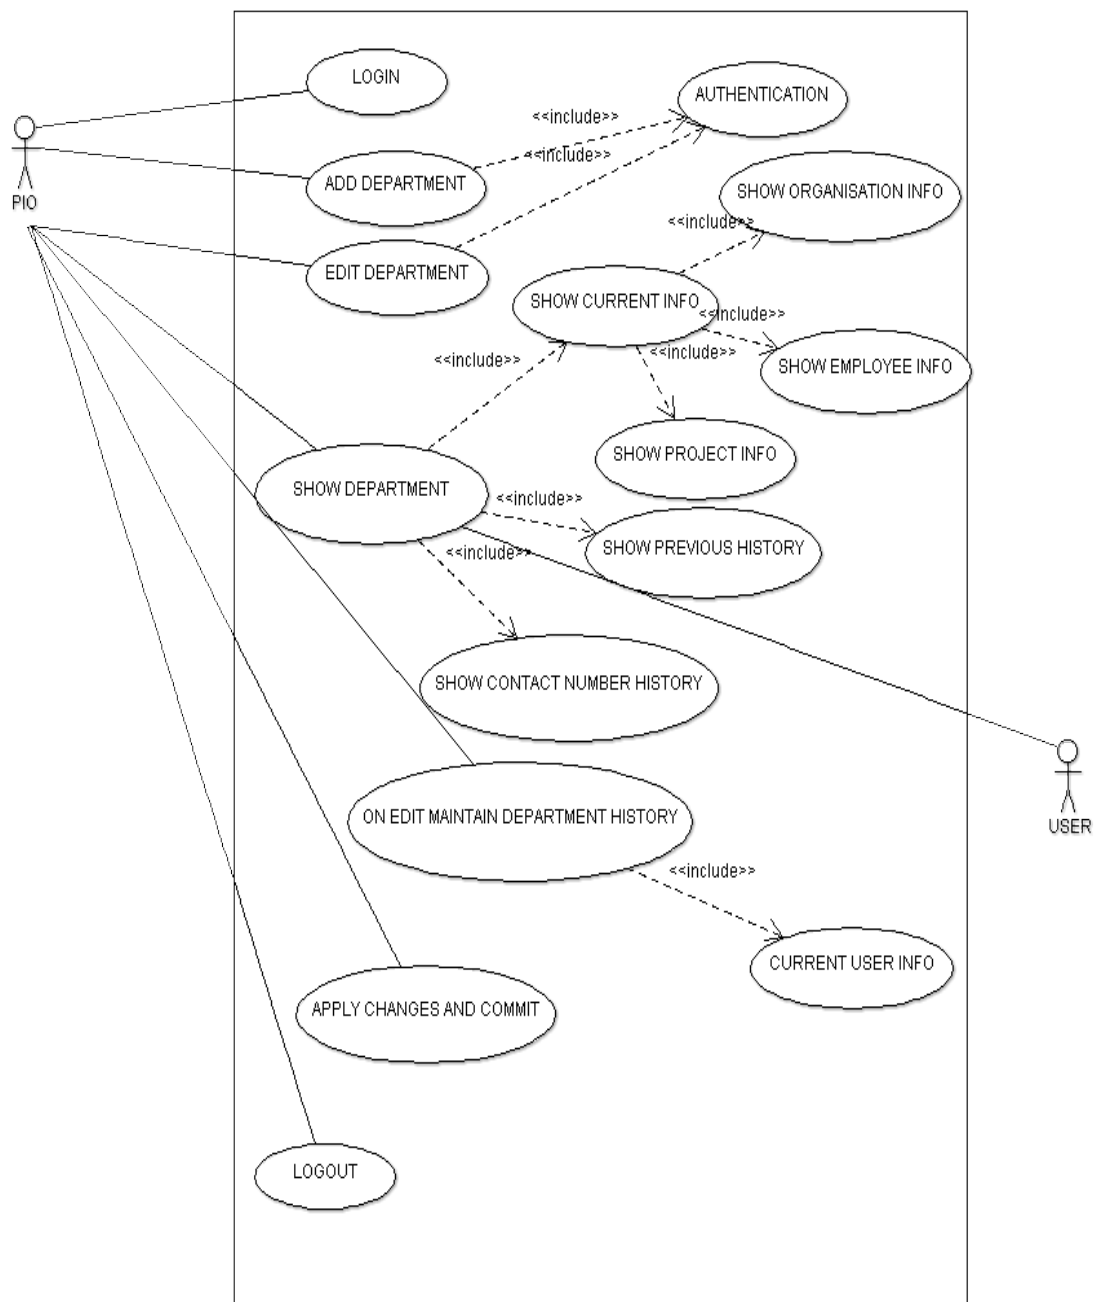 LOGIN
AUTHENTICATION
<<include>>
<<include>>
ADD DEPARTMENT
PIO
SHOW ORGANISATION INFO
<<include>>
EDIT DEPARTMENT
SHOW CURRENT INFO
<<include>>
<<include>>
<<include>>
SHOW EMPLOYEE INFO
SHOW PROJECT INFO
SHOW DEPARTMENT
<<include>>
SHOW PREVIOUS HISTORY
<<include>>
SHOW CONTACT NUMBER HISTORY
ON EDIT MAINTAIN DEPARTMENT HISTORY
USER
<<include>>
CURRENT USER INFO
APPLY CHANGES AND COMMIT
LOGOUT